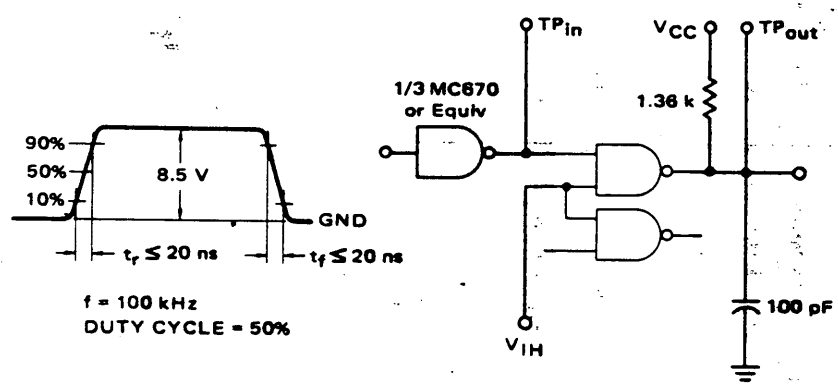 90%
50%
10%
8.5 V
GND
tr ≤ 20 ns
tf ≤ 20 ns
f = 100 kHz
DUTY CYCLE = 50%
TPin
VCC
TPout
1/3 MC670
or Equiv
1.36 k
VIH
100 pF